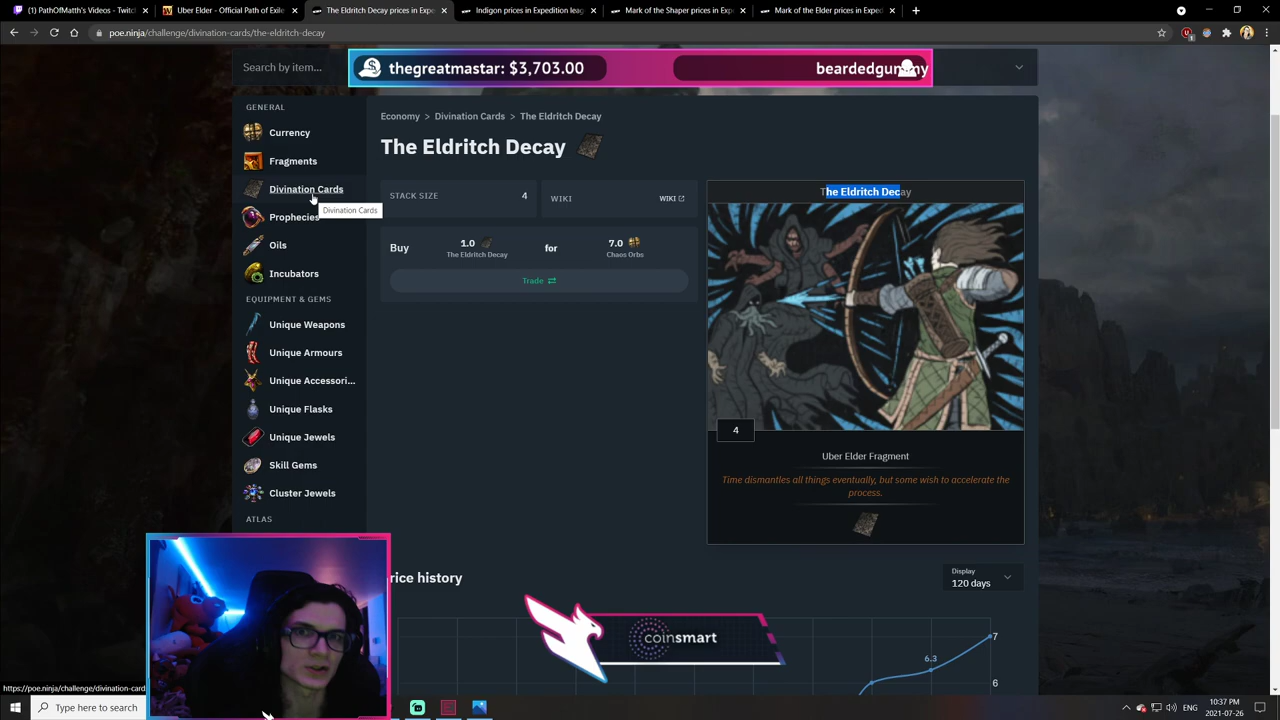 (1) PathOfMath's Videos - Twitch
Uber Elder - Official Path of Exile
The Eldritch Decay prices in Expe
Indigon prices in Expedition leag
Mark of the Shaper prices in Exp
Mark of the Elder prices in Exped
poe.ninja/challenge/divination-cards/the-eldritch-decay
Search by item...
thegreatmastar: $3,703.00
beardedgummy
GENERAL
Currency
Fragments
Divination Cards
Divination Cards
Prophecies
Oils
Incubators
EQUIPMENT & GEMS
Unique Weapons
Unique Armours
Unique Accessori...
Unique Flasks
Unique Jewels
Skill Gems
Cluster Jewels
ATLAS
Economy > Divination Cards > The Eldritch Decay
The Eldritch Decay
STACK SIZE 4
WIKI WIKI
Buy
1.0
The Eldritch Decay
for
7.0
Chaos Orbs
Trade
The Eldritch Decay
4
Uber Elder Fragment
Time dismantles all things eventually, but some wish to accelerate the
process.
rice history
Display
120 days
coinsmart
7
6.3
6
https://poe.ninja/challenge/divination-card
Type here to search
ENG
10:37 PM
2021-07-26